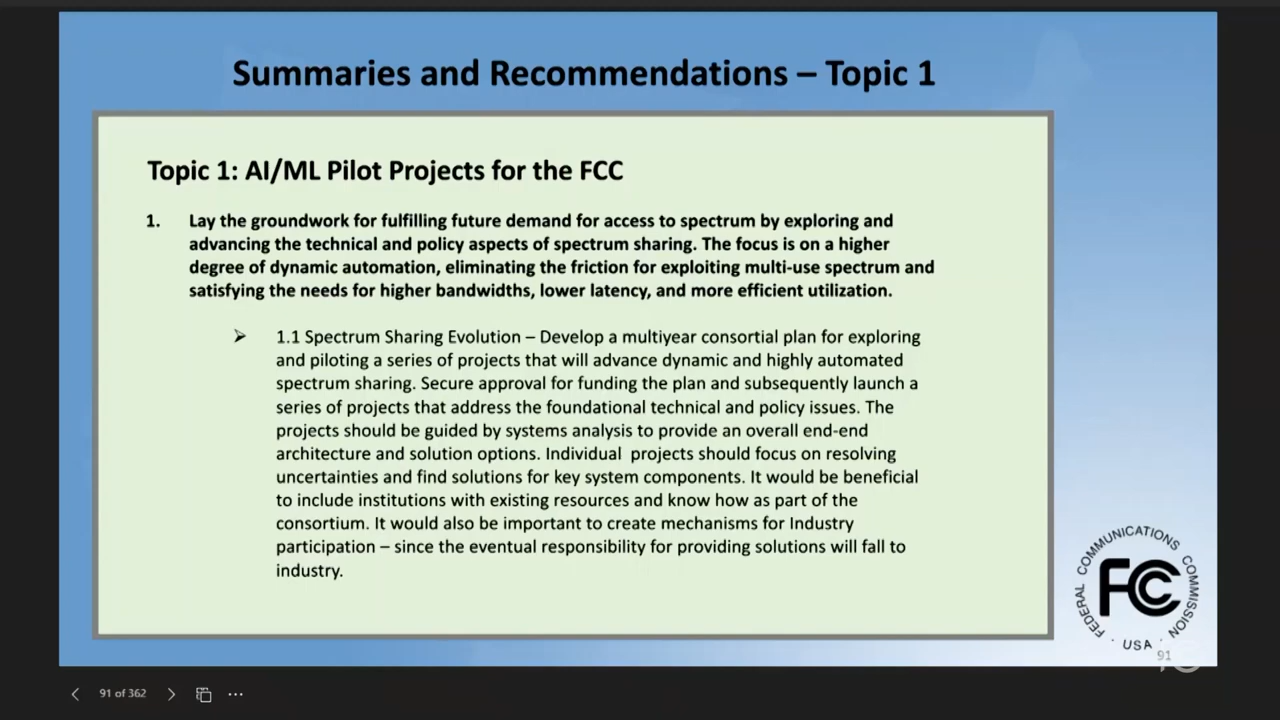 Summaries and Recommendations – Topic 1
Topic 1: AI/ML Pilot Projects for the FCC
1. Lay the groundwork for fulfilling future demand for access to spectrum by exploring and
advancing the technical and policy aspects of spectrum sharing. The focus is on a higher
degree of dynamic automation, eliminating the friction for exploiting multi-use spectrum and
satisfying the needs for higher bandwidths, lower latency, and more efficient utilization.
➢ 1.1 Spectrum Sharing Evolution – Develop a multiyear consortial plan for exploring
and piloting a series of projects that will advance dynamic and highly automated
spectrum sharing. Secure approval for funding the plan and subsequently launch a
series of projects that address the foundational technical and policy issues. The
projects should be guided by systems analysis to provide an overall end-end
architecture and solution options. Individual projects should focus on resolving
uncertainties and find solutions for key system components. It would be beneficial
to include institutions with existing resources and know how as part of the
consortium. It would also be important to create mechanisms for Industry
participation – since the eventual responsibility for providing solutions will fall to
industry.
FEDERAL COMMUNICATIONS COMMISSION
FCC
· USA ·
91
91 of 362